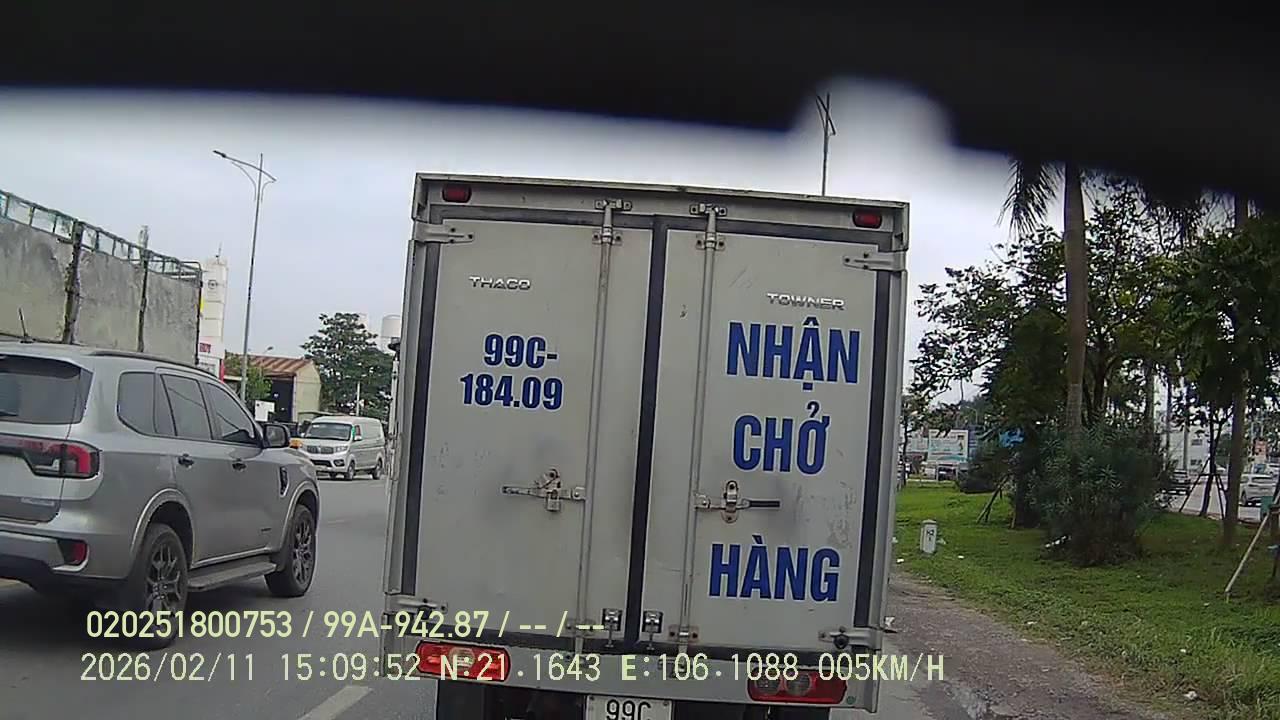 THACO
TOWNER
99C-
184.09
NHẬN
CHỞ
HÀNG
020251800753 / 99A-942.87 / -- / --
2026/02/11 15:09:52 N:21.1643 E:106.1088 005KM/H
99C